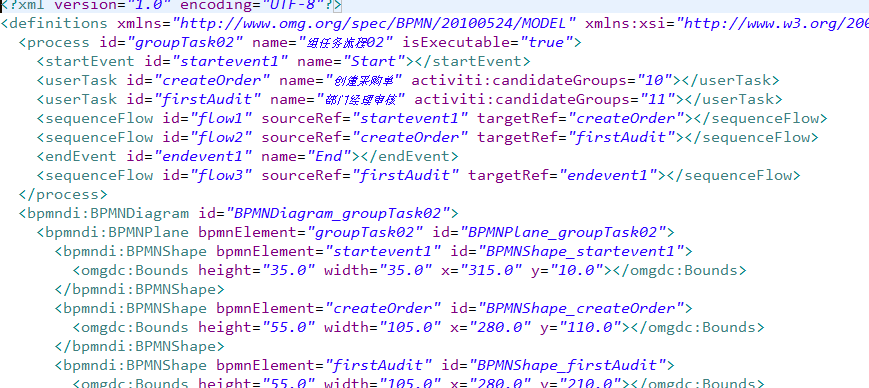 <?xml version="1.0" encoding="UTF-8"?>
<definitions xmlns="http://www.omg.org/spec/BPMN/20100524/MODEL" xmlns:xsi="http://www.w3.org/200
<process id="groupTask02" name="组任务流程02" isExecutable="true">
<startEvent id="startevent1" name="Start"></startEvent>
<userTask id="createOrder" name="创建采购单" activiti:candidateGroups="10"></userTask>
<userTask id="firstAudit" name="部门经理审核" activiti:candidateGroups="11"></userTask>
<sequenceFlow id="flow1" sourceRef="startevent1" targetRef="createOrder"></sequenceFlow>
<sequenceFlow id="flow2" sourceRef="createOrder" targetRef="firstAudit"></sequenceFlow>
<endEvent id="endevent1" name="End"></endEvent>
<sequenceFlow id="flow3" sourceRef="firstAudit" targetRef="endevent1"></sequenceFlow>
</process>
<bpmndi:BPMNDiagram id="BPMNDiagram_groupTask02">
<bpmndi:BPMNPlane bpmnElement="groupTask02" id="BPMNPlane_groupTask02">
<bpmndi:BPMNShape bpmnElement="startevent1" id="BPMNShape_startevent1">
<omgdc:Bounds height="35.0" width="35.0" x="315.0" y="10.0"></omgdc:Bounds>
</bpmndi:BPMNShape>
<bpmndi:BPMNShape bpmnElement="createOrder" id="BPMNShape_createOrder">
<omgdc:Bounds height="55.0" width="105.0" x="280.0" y="110.0"></omgdc:Bounds>
</bpmndi:BPMNShape>
<bpmndi:BPMNShape bpmnElement="firstAudit" id="BPMNShape_firstAudit">
<omgdc:Bounds height="55.0" width="105.0" x="280.0" y="210.0"></omgdc:Bounds>